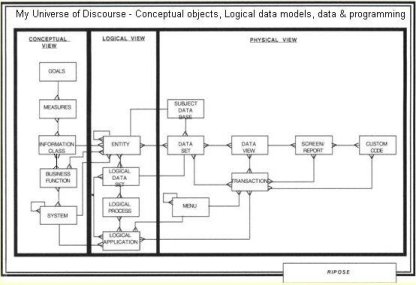 My Universe of Discourse - Conceptual objects, Logical data models, data & programming
CONCEPTUAL
VIEW
LOGICAL VIEW
PHYSICAL VIEW
GOALS
MEASURES
INFORMATION
CLASS
BUSINESS
FUNCTION
SYSTEM
ENTITY
LOGICAL
DATA
SET
LOGICAL
PROCESS
LOGICAL
APPLICATION
SUBJECT
DATA
BASE
DATA
SET
DATA
VIEW
SCREEN/
REPORT
CUSTOM
CODE
TRANSACTION
MENU
RIPOSE